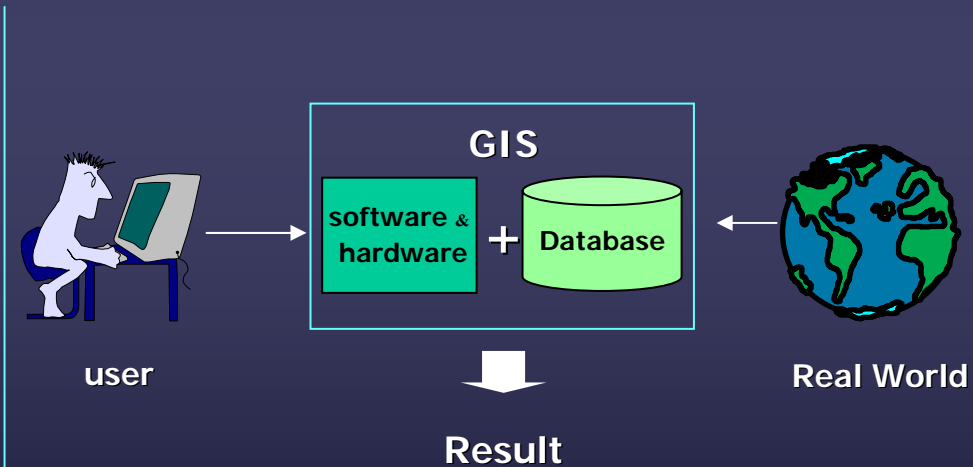 GIS
software &
hardware
+
Database
user
Real World
Result